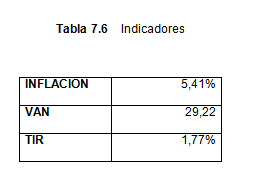 Tabla 7.6 Indicadores
INFLACION 5,41%
VAN 29,22
TIR 1,77%